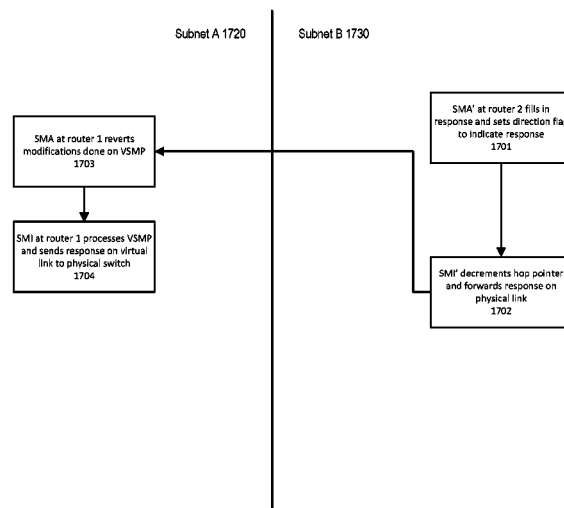 Subnet A 1720
Subnet B 1730
SMA at router 1 reverts
modifications done on VSMP
1703
SMI at router 1 processes VSMP
and sends response on virtual
link to physical switch
1704
SMA' at router 2 fills in
response and sets direction flag
to indicate response
1701
SMI' decrements hop pointer
and forwards response on
physical link
1702